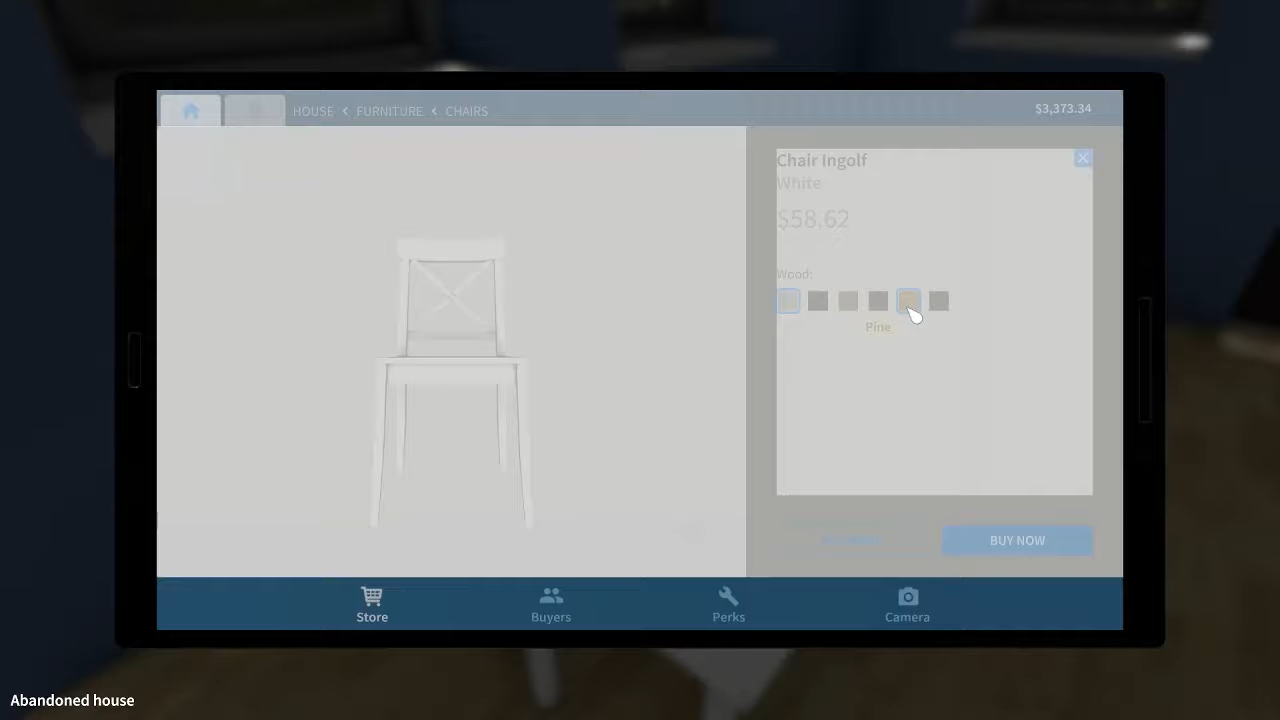 HOUSE < FURNITURE < CHAIRS
$3,373.34
Chair Ingolf
White
$58.62
Wood:
Pine
BUY NOW
Store
Buyers
Perks
Camera
Abandoned house